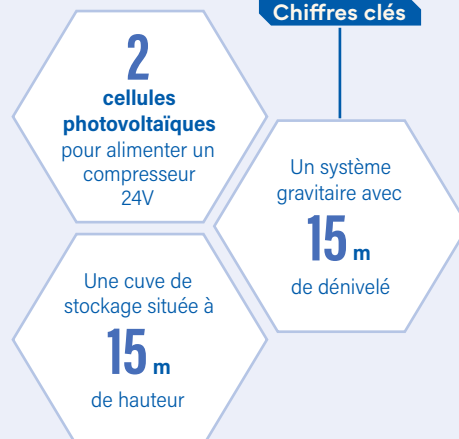 Chiffres clés
2
cellules
photovoltaïques
pour alimenter un
compresseur
24V
Un système
gravitaire avec
15 m
de dénivelé
Une cuve de
stockage située à
15 m
de hauteur